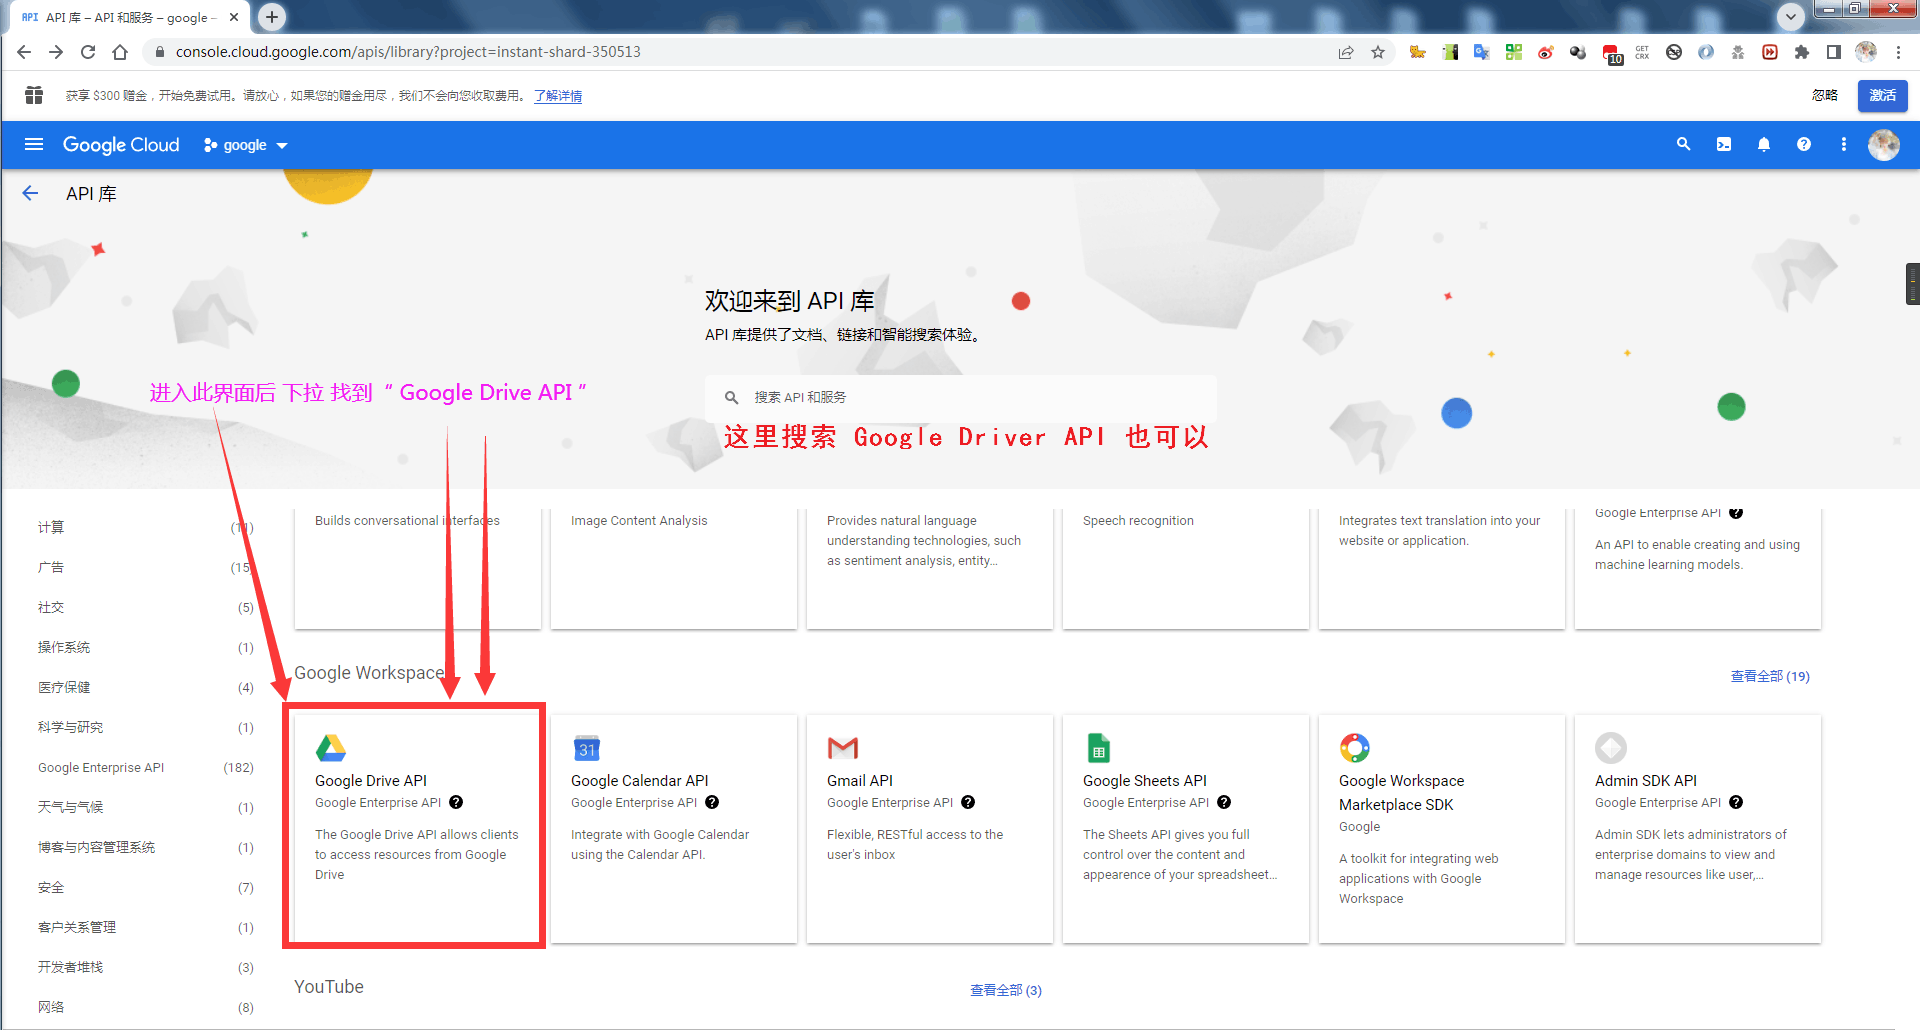 API API 库 – API 和服务 – google –
console.cloud.google.com/apis/library?project=instant-shard-350513
10
GET CRX
获享 $300 赠金，开始免费试用。请放心，如果您的赠金用尽，我们不会向您收取费用。 了解详情
忽略
激活
Google Cloud
google
API 库
欢迎来到 API 库
API 库提供了文档、链接和智能搜索体验。
进入此界面后 下拉 找到 “ Google Drive API ”
搜索 API 和服务
这里搜索 Google Driver API 也可以
计算 (11)
广告 (15)
社交 (5)
操作系统 (1)
医疗保健 (4)
科学与研究 (1)
Google Enterprise API (182)
天气与气候 (1)
博客与内容管理系统 (1)
安全 (7)
客户关系管理 (1)
开发者堆栈 (3)
网络 (8)
Builds conversational interfaces
Image Content Analysis
Provides natural language
understanding technologies, such
as sentiment analysis, entity...
Speech recognition
Integrates text translation into your
website or application.
Google Enterprise API
An API to enable creating and using
machine learning models.
Google Workspace
查看全部 (19)
Google Drive API
Google Enterprise API
The Google Drive API allows clients
to access resources from Google
Drive
31
Google Calendar API
Google Enterprise API
Integrate with Google Calendar
using the Calendar API.
Gmail API
Google Enterprise API
Flexible, RESTful access to the
user's inbox
Google Sheets API
Google Enterprise API
The Sheets API gives you full
control over the content and
appearence of your spreadsheet...
Google Workspace
Marketplace SDK
Google
A toolkit for integrating web
applications with Google
Workspace
Admin SDK API
Google Enterprise API
Admin SDK lets administrators of
enterprise domains to view and
manage resources like user,...
YouTube
查看全部 (3)